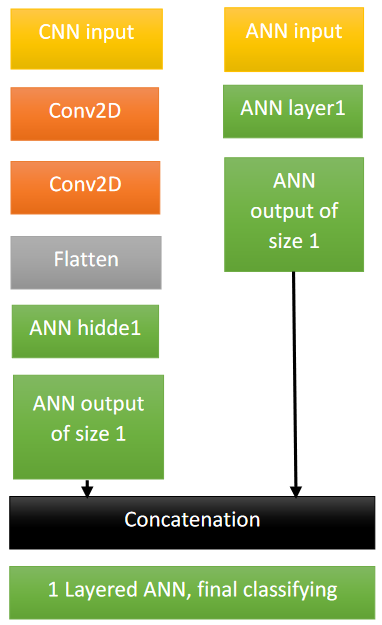 CNN input
Conv2D
Conv2D
Flatten
ANN hidde1
ANN output
of size 1
ANN input
ANN layer1
ANN
output of
size 1
Concatenation
1 Layered ANN, final classifying